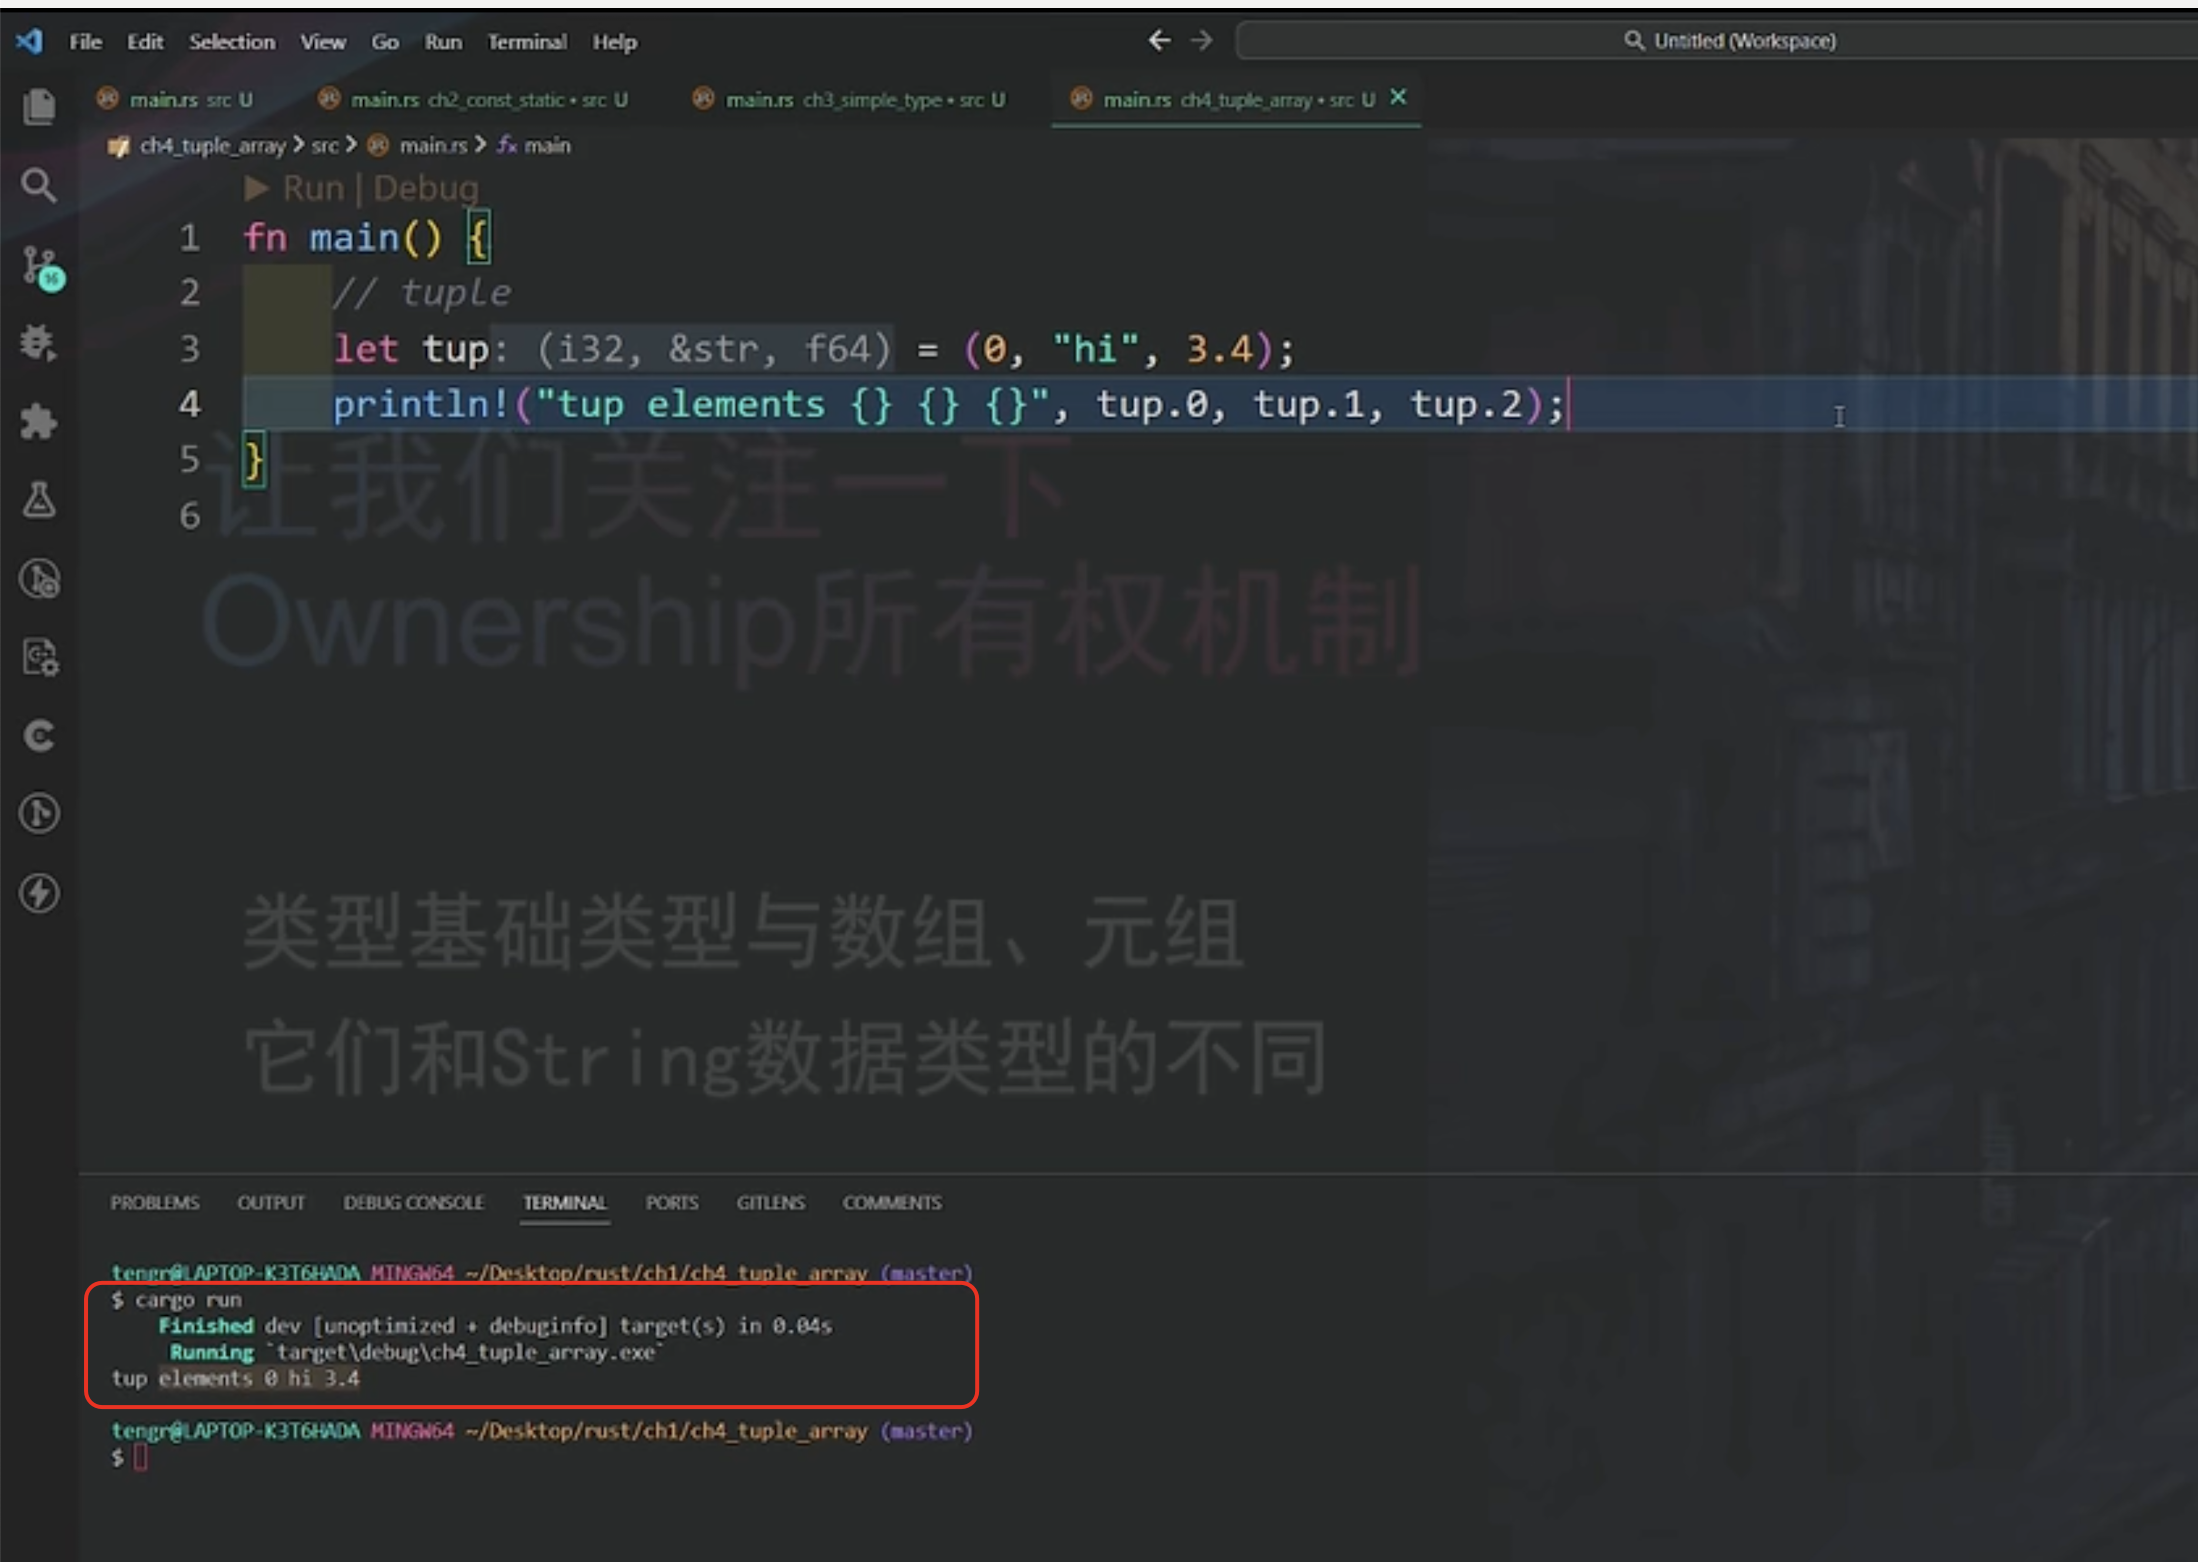 File Edit Selection View Go Run Terminal Help
Untitled (Workspace)
main.rs src U main.rs ch2_const_static • src U main.rs ch3_simple_type • src U main.rs ch4_tuple_array • src U
ch4_tuple_array > src > main.rs > main
Run | Debug
1 fn main() {
2 // tuple
3 let tup: (i32, &str, f64) = (0, "hi", 3.4);
4 println!("tup elements {} {} {}", tup.0, tup.1, tup.2);
5 }
6
让我们关注一下
Ownership所有权机制
类型基础类型与数组、元组
它们和String数据类型的不同
PROBLEMS OUTPUT DEBUG CONSOLE TERMINAL PORTS GITLENS COMMENTS
tengr@LAPTOP-K3T6HADA MINGW64 ~/Desktop/rust/ch1/ch4_tuple_array (master)
$ cargo run
Finished dev [unoptimized + debuginfo] target(s) in 0.04s
Running `target\debug\ch4_tuple_array.exe`
tup elements 0 hi 3.4
tengr@LAPTOP-K3T6HADA MINGW64 ~/Desktop/rust/ch1/ch4_tuple_array (master)
$